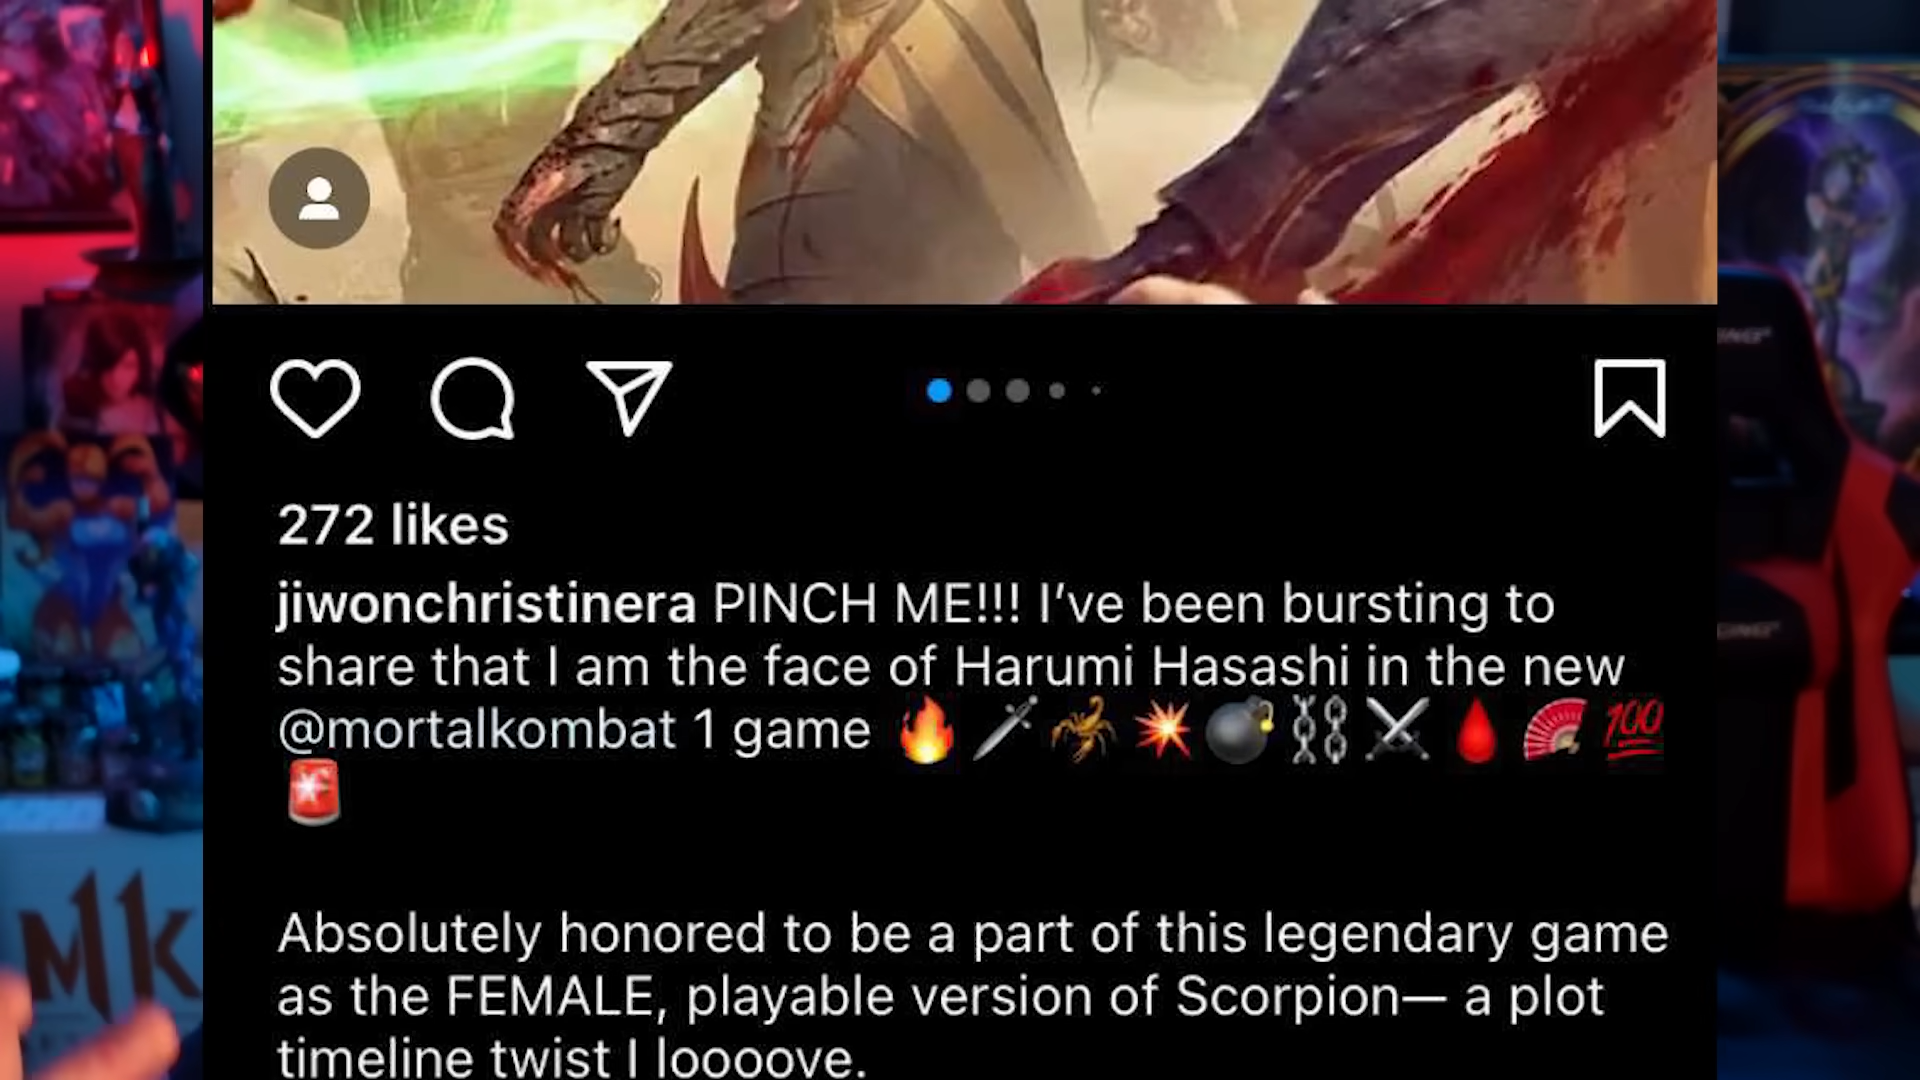 272 likes
jiwonchristinera PINCH ME!!! I’ve been bursting to
share that I am the face of Harumi Hasashi in the new
@mortalkombat 1 game 🔥🗡️🦂💥💣⛓️⚔️🩸🪭💯
🚨
Absolutely honored to be a part of this legendary game
as the FEMALE, playable version of Scorpion— a plot
timeline twist I loooove.
MK